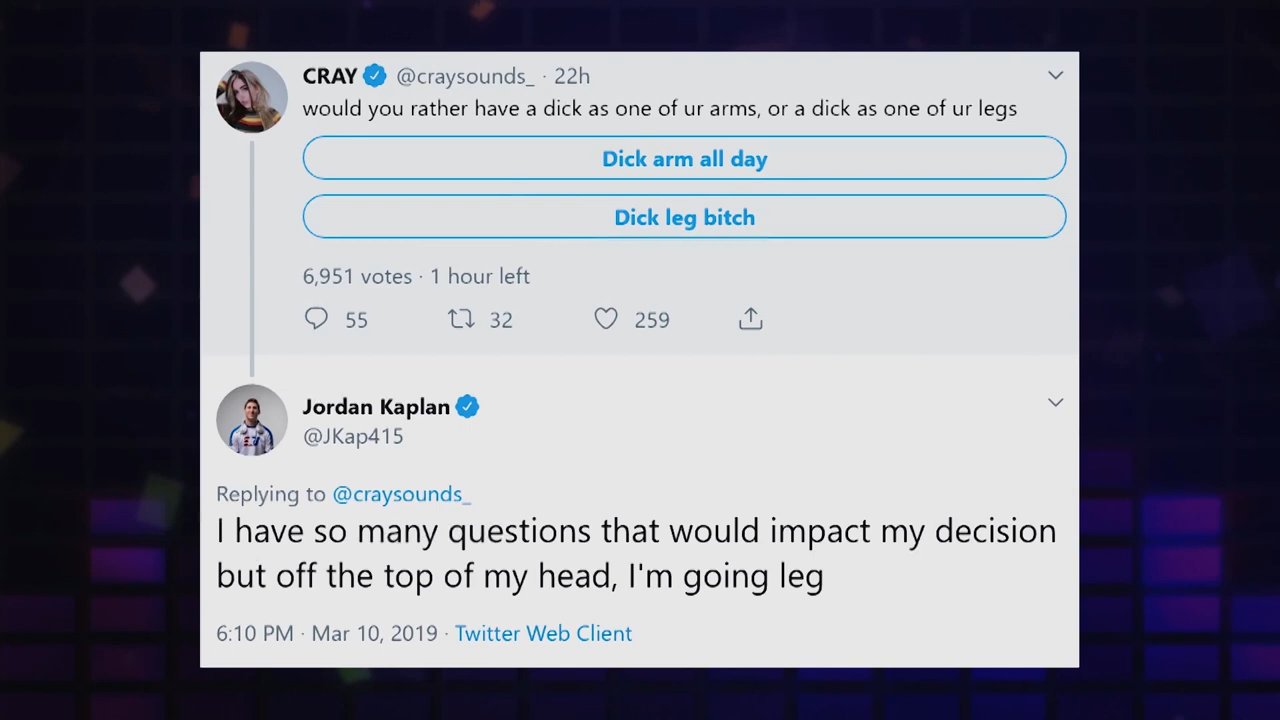 CRAY @craysounds_ · 22h
would you rather have a dick as one of ur arms, or a dick as one of ur legs
Dick arm all day
Dick leg bitch
6,951 votes · 1 hour left
55 32 259
Jordan Kaplan
@JKap415
Replying to @craysounds_
I have so many questions that would impact my decision
but off the top of my head, I'm going leg
6:10 PM · Mar 10, 2019 · Twitter Web Client